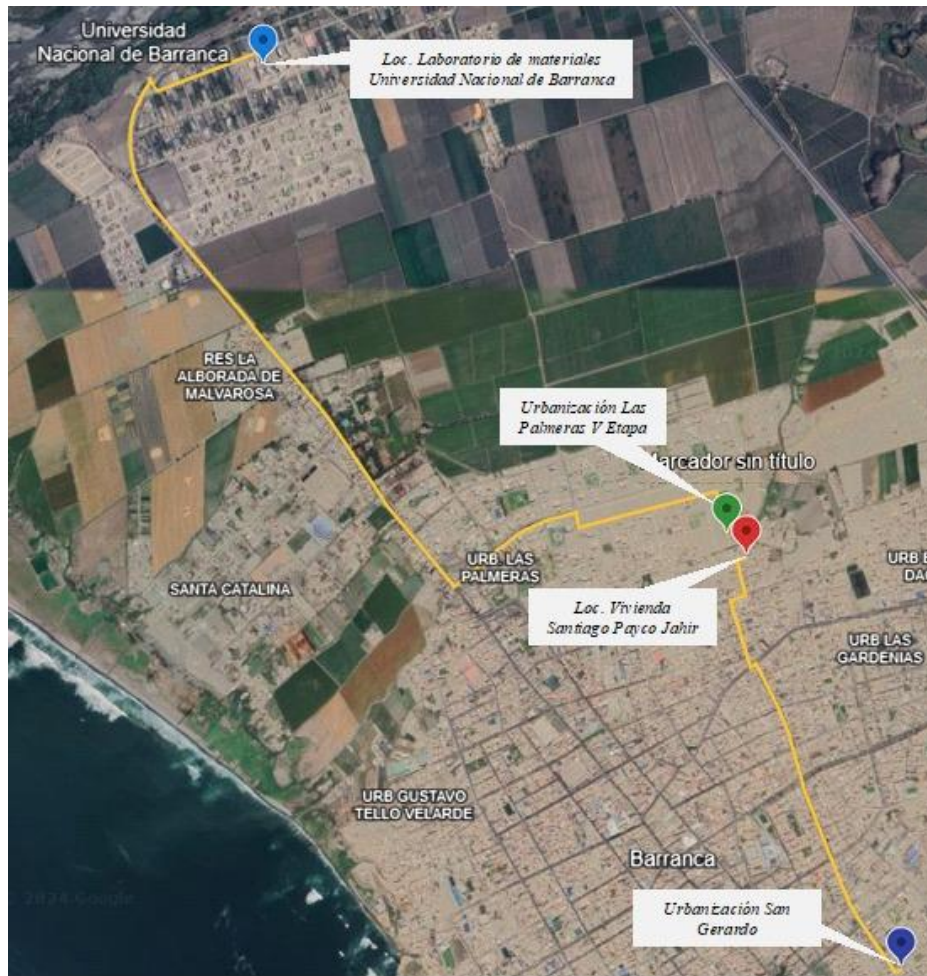 Universidad
Nacional de Barranca
Loc. Laboratorio de materiales
Universidad Nacional de Barranca
RES LA
ALBORADA DE
MALVAROSA
Urbanización Las
Palmeras V Etapa
Marcador sin título
URB. LAS
PALMERAS
SANTA CATALINA
Loc. Vivienda
Santiago Payco Jahir
URB LAS
GARDENIAS
URB GUSTAVO
TELLO VELARDE
Barranca
2024 Google
Urbanización San
Gerardo